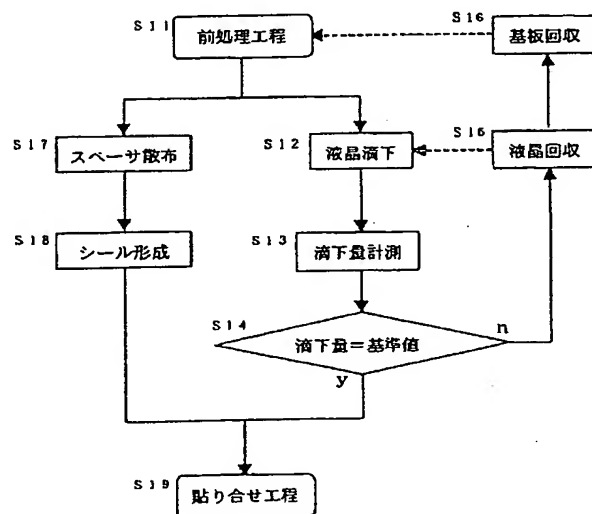 S11
前処理工程
S16
基板回収
S17
スペーサ散布
S12
液晶滴下
S16
液晶回収
S18
シール形成
S13
滴下量計測
S14
滴下量＝基準値
n
y
S19
貼り合せ工程